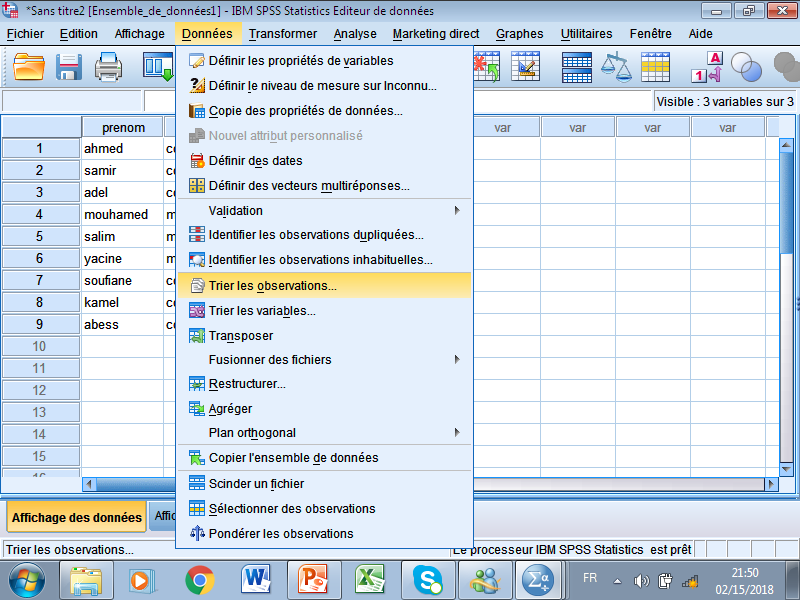 *Sans titre2 [Ensemble_de_données1] - IBM SPSS Statistics Editeur de données
Fichier Edition Affichage Données Transformer Analyse Marketing direct Graphes Utilitaires Fenêtre Aide
Visible : 3 variables sur 3
prenom var var var var
1 ahmed
2 samir
3 adel
4 mouhamed
5 salim
6 yacine
7 soufiane
8 kamel
9 abess
10
11
12
13
14
15
16
Définir les propriétés de variables
Définir le niveau de mesure sur Inconnu...
Copie des propriétés de données...
Nouvel attribut personnalisé
Définir des dates
Définir des vecteurs multiréponses...
Validation
Identifier les observations dupliquées...
Identifier les observations inhabituelles...
Trier les observations...
Trier les variables...
Transposer
Fusionner des fichiers
Restructurer...
Agréger
Plan orthogonal
Copier l'ensemble de données
Scinder un fichier
Sélectionner des observations
Pondérer les observations
Affichage des données Affic
Trier les observations... Le processeur IBM SPSS Statistics est prêt
FR 21:50
02/15/2018